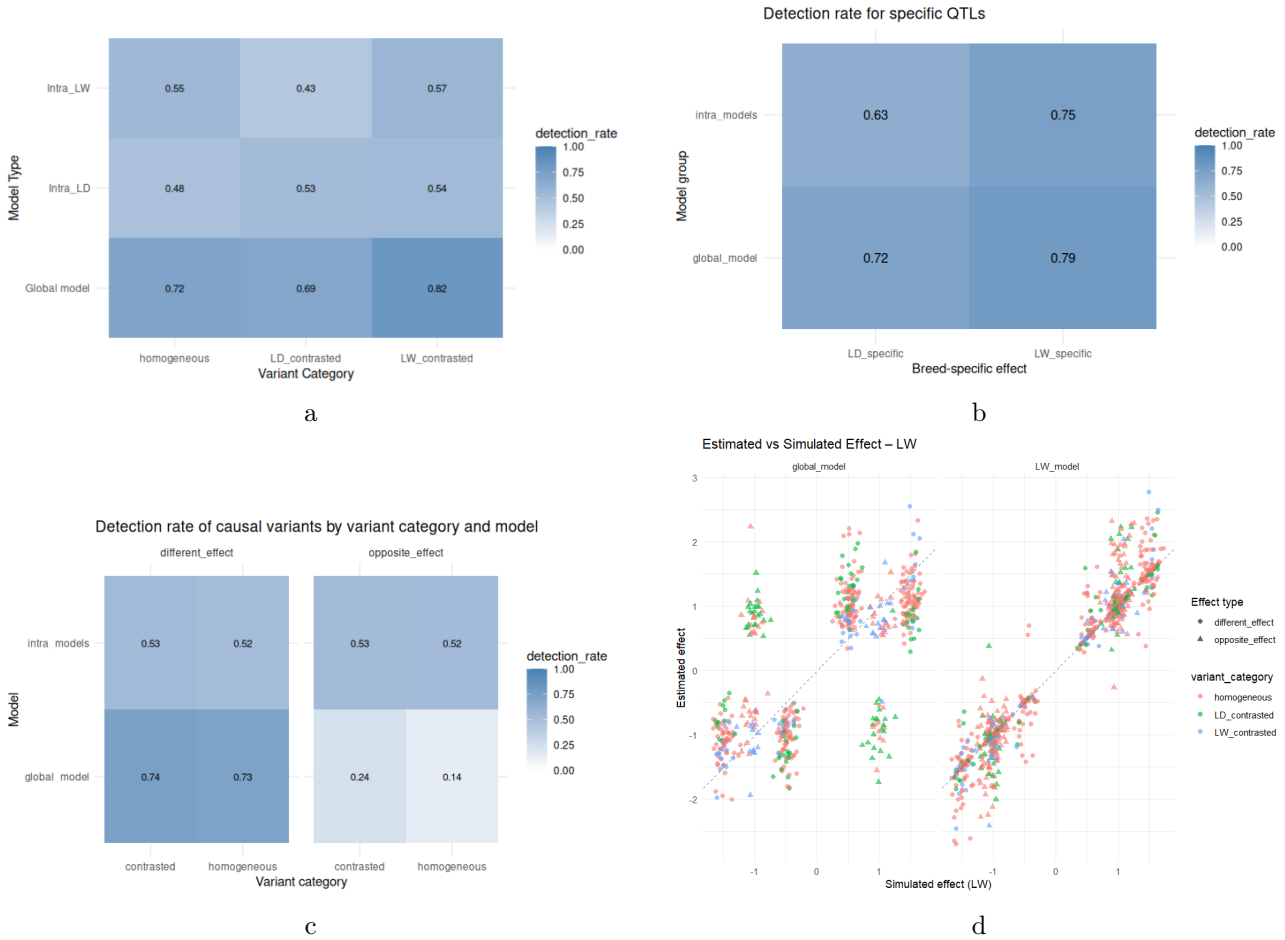 Intra_LW
Intra_LD
Global model
Model Type
0.55
0.43
0.57
0.48
0.53
0.54
0.72
0.69
0.82
homogeneous
LD_contrasted
LW_contrasted
Variant Category
detection_rate
1.00
0.75
0.50
0.25
0.00
a
Detection rate for specific QTLs
intra_models
global_model
Model group
0.63
0.75
0.72
0.79
LD_specific
LW_specific
Breed-specific effect
detection_rate
1.00
0.75
0.50
0.25
0.00
b
Detection rate of causal variants by variant category and model
different_effect
opposite_effect
intra_models
global_model
Model
0.53
0.52
0.53
0.52
0.74
0.73
0.24
0.14
contrasted
homogeneous
contrasted
homogeneous
Variant category
detection_rate
1.00
0.75
0.50
0.25
0.00
c
Estimated vs Simulated Effect – LW
global_model
LW_model
3
2
1
0
-1
-2
Estimated effect
-1
0
1
-1
0
1
Simulated effect (LW)
Effect type
different_effect
opposite_effect
variant_category
homogeneous
LD_contrasted
LW_contrasted
d